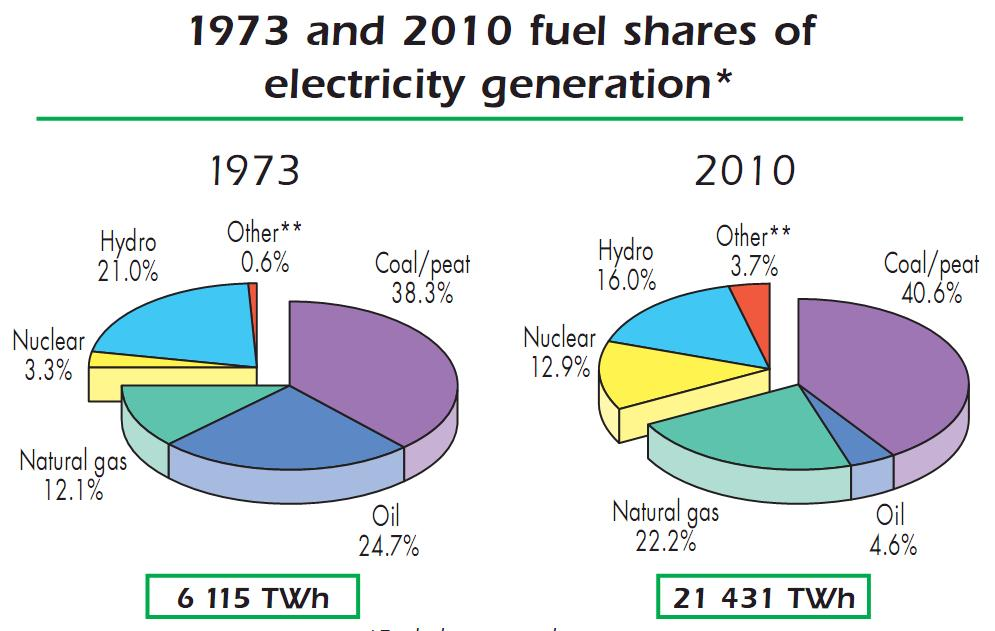 1973 and 2010 fuel shares of
electricity generation*
1973
2010
Hydro
21.0%
Other**
0.6%
Coal/peat
38.3%
Nuclear
3.3%
Natural gas
12.1%
Oil
24.7%
6 115 TWh
Hydro
16.0%
Other**
3.7%
Coal/peat
40.6%
Nuclear
12.9%
Natural gas
22.2%
Oil
4.6%
21 431 TWh